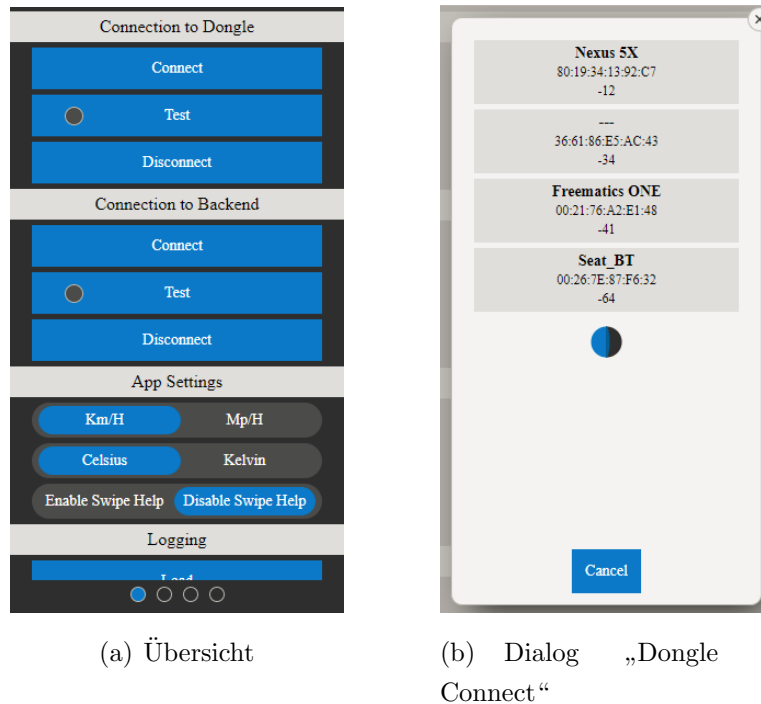 Connection to Dongle
Connect
Test
Disconnect
Connection to Backend
Connect
Test
Disconnect
App Settings
Km/H Mp/H
Celsius Kelvin
Enable Swipe Help Disable Swipe Help
Logging
Load
(a) Übersicht
Nexus 5X
80:19:34:13:92:C7
-12
---
36:61:86:E5:AC:43
-34
Freematics ONE
00:21:76:A2:E1:48
-41
Seat_BT
00:26:7E:87:F6:32
-64
Cancel
(b) Dialog „Dongle
Connect“